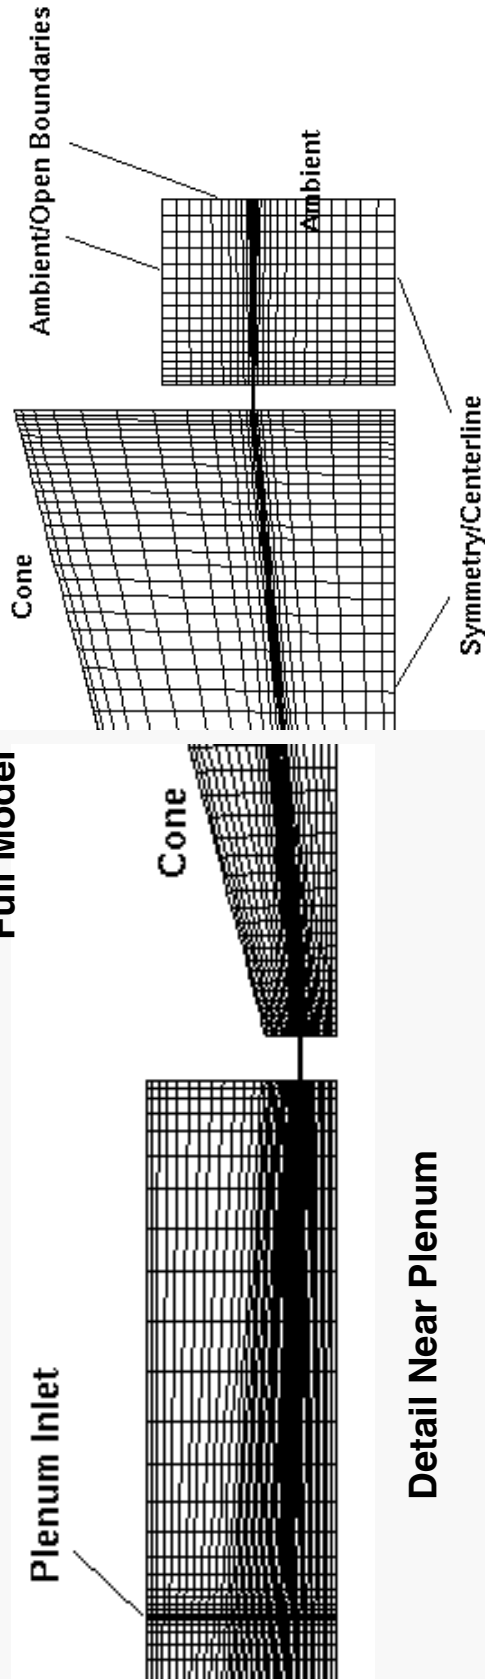 Ambient/Open Boundaries
Ambient
Cone
Symmetry/Centerline
Full Model
Cone
Plenum Inlet
Detail Near Plenum